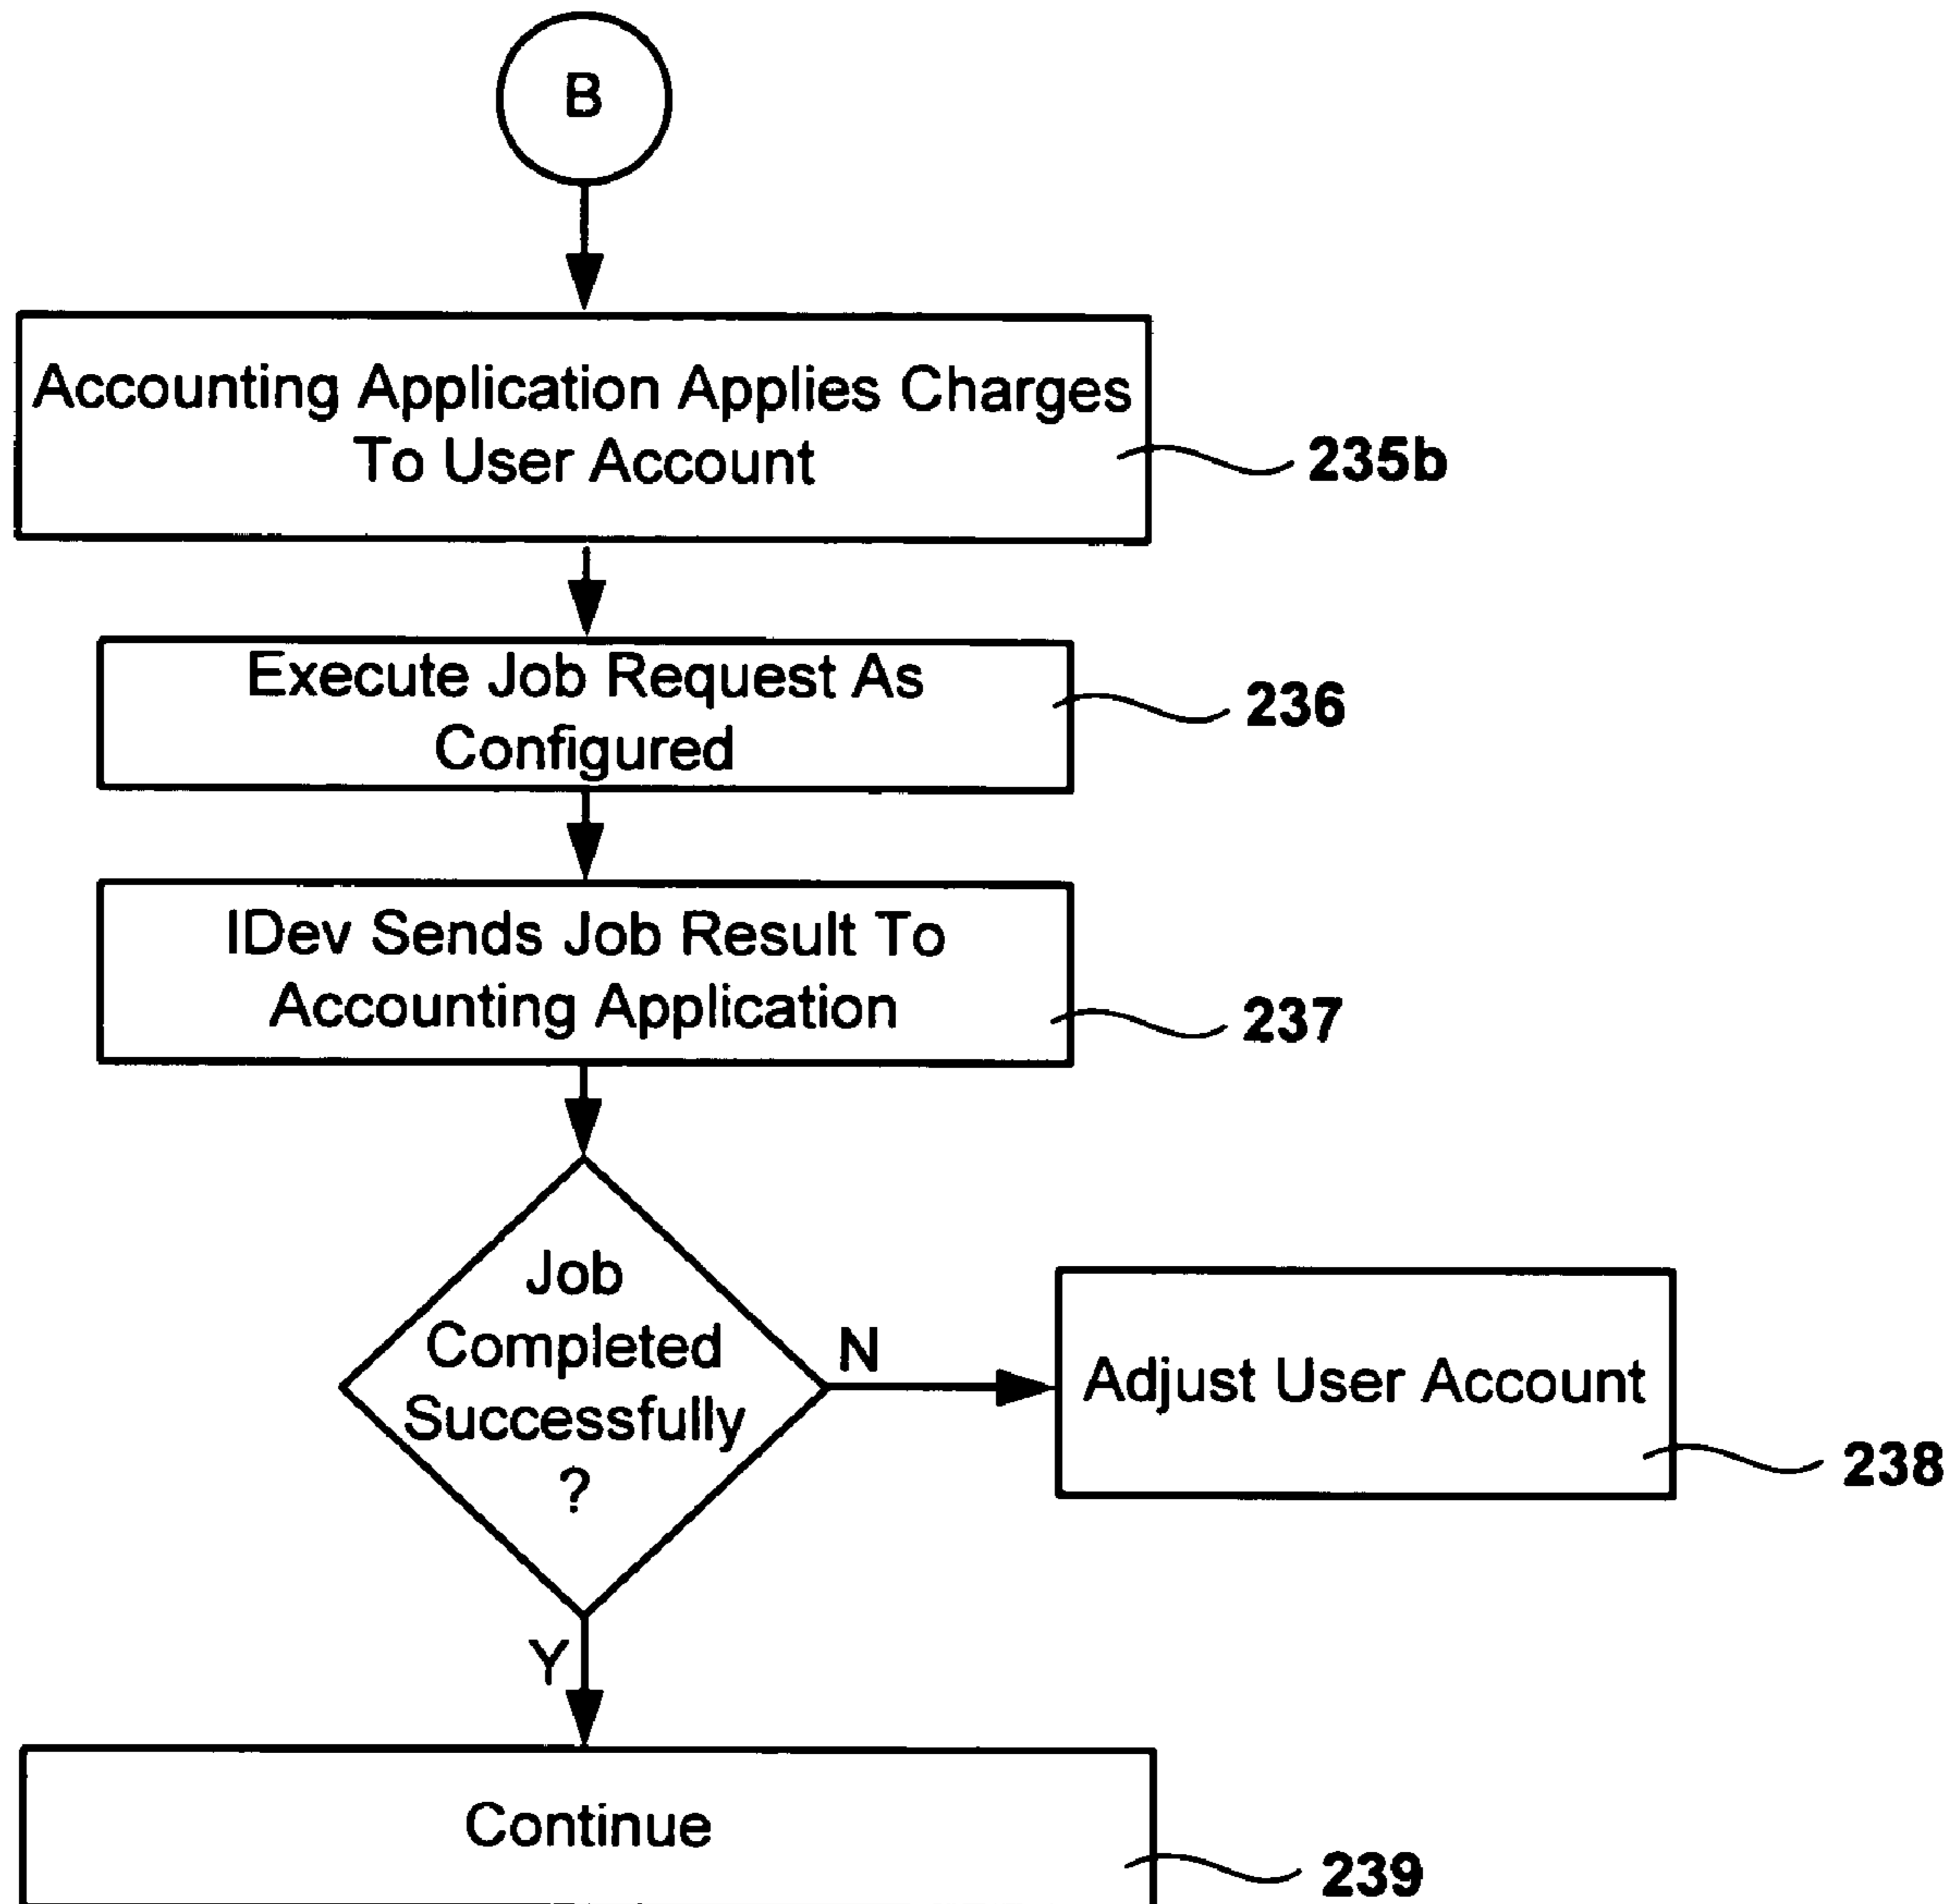 B
Accounting Application Applies Charges
To User Account
235b
Execute Job Request As
Configured
236
IDev Sends Job Result To
Accounting Application
237
Job
Completed
Successfully
?
N
Adjust User Account
238
Y
Continue
239